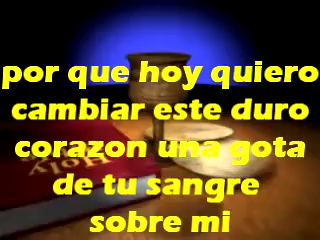 por que hoy quiero
cambiar este duro
corazon una gota
de tu sangre
sobre mi